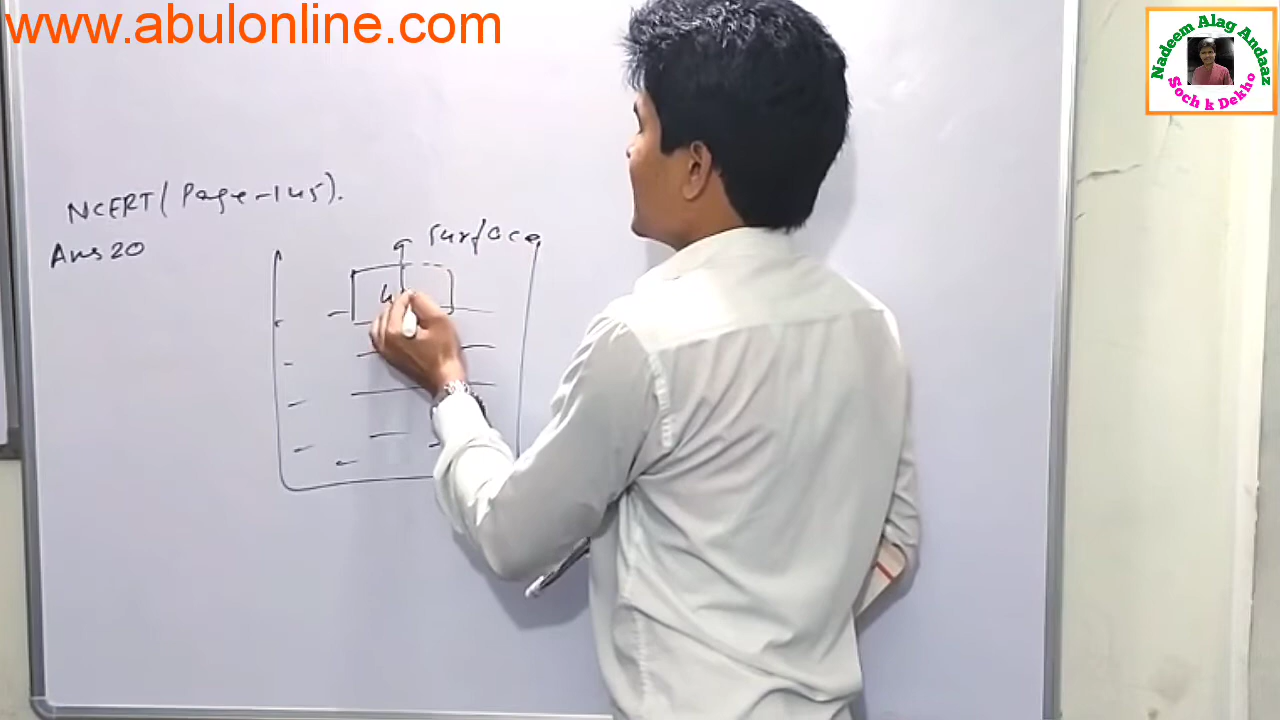 www.abulonline.com
Nadeem Alag Andaaz
Soch k Dekho
NCERT (Page-145).
Ans 20
Surface